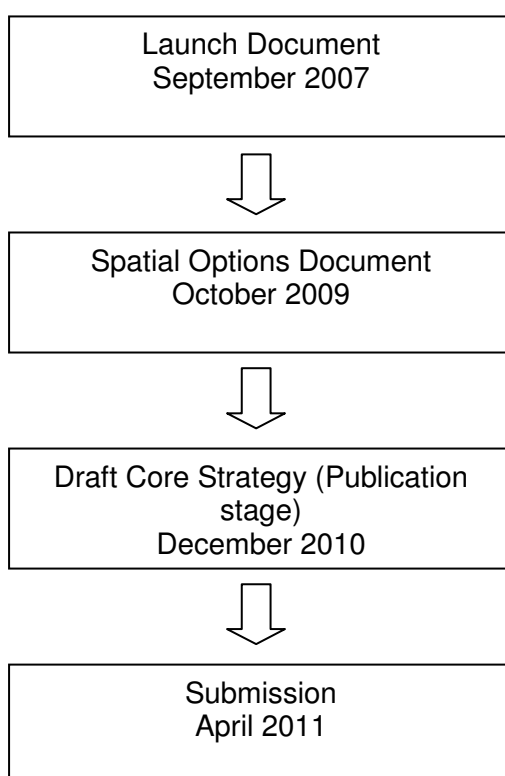 Launch Document
September 2007
Spatial Options Document
October 2009
Draft Core Strategy (Publication
stage)
December 2010
Submission
April 2011